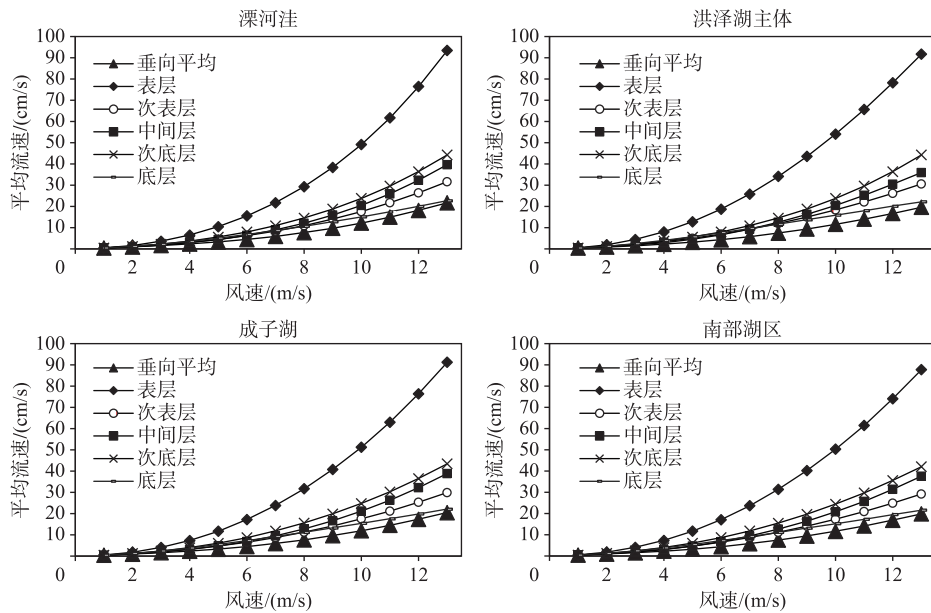 溧河洼
平均流速/(cm/s)
100
90
80
70
60
50
40
30
20
10
0
垂向平均
表层
次表层
中间层
次底层
底层
2 4 6 8 10 12
风速/(m/s)
洪泽湖主体
平均流速/(cm/s)
100
90
80
70
60
50
40
30
20
10
0
垂向平均
表层
次表层
中间层
次底层
底层
2 4 6 8 10 12
风速/(m/s)
成子湖
平均流速/(cm/s)
100
90
80
70
60
50
40
30
20
10
0
垂向平均
表层
次表层
中间层
次底层
底层
2 4 6 8 10 12
风速/(m/s)
南部湖区
平均流速/(cm/s)
100
90
80
70
60
50
40
30
20
10
0
垂向平均
表层
次表层
中间层
次底层
底层
2 4 6 8 10 12
风速/(m/s)